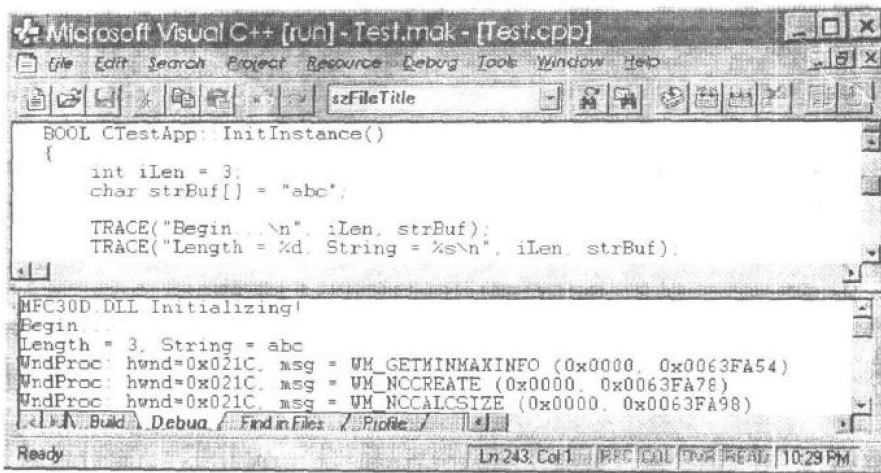 Microsoft Visual C++ [run] - Test.mak - [Test.cpp]
File Edit Search Project Resource Debug Tools Window Help
szFileTitle
BOOL CTestApp::InitInstance()
{
int iLen = 3;
char strBuf[] = "abc";
TRACE("Begin...\n", iLen, strBuf);
TRACE("Length = %d, String = %s\n", iLen, strBuf);
MFC30D.DLL Initializing!
Begin...
Length = 3, String = abc
WndProc: hwnd=0x021C, msg = WM_GETMINMAXINFO (0x0000, 0x0063FA54)
WndProc: hwnd=0x021C, msg = WM_NCCREATE (0x0000, 0x0063FA78)
WndProc: hwnd=0x021C, msg = WM_NCCALCSIZE (0x0000, 0x0063FA98)
Build Debug Find in Files Profile
Ready Ln 243, Col 1 REC COL OVR READ 10:29 PM